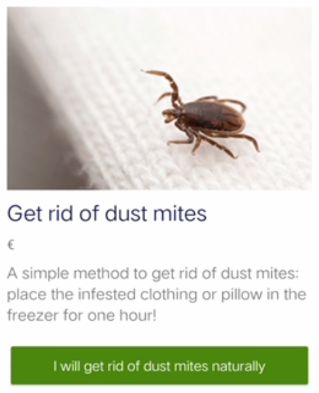 Get rid of dust mites
€
A simple method to get rid of dust mites:
place the infested clothing or pillow in the
freezer for one hour!
I will get rid of dust mites naturally